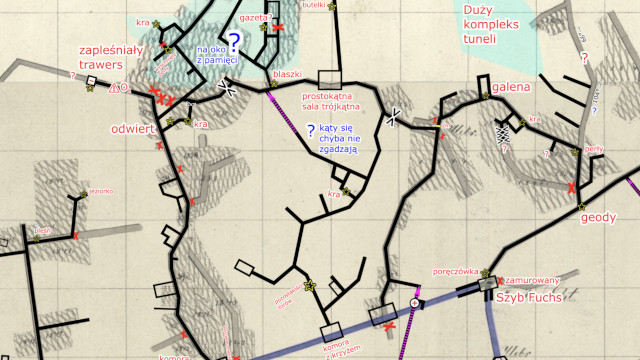 butelki
kra
gazeta?
Duży
kompleks
tuneli
zapleśniały
trawers
na oko
z pamięci
?
?
?
blaszki
prostokątna
sala trójkątna
galena
odwiert
kra
? kąty się
chyba nie
zgadzają
kra
?
?
?
perły
kra
jeziorko
geody
pleśń
poręczówka
zamurowany
Szyb Fuchs
komora
z krzyżem
komora